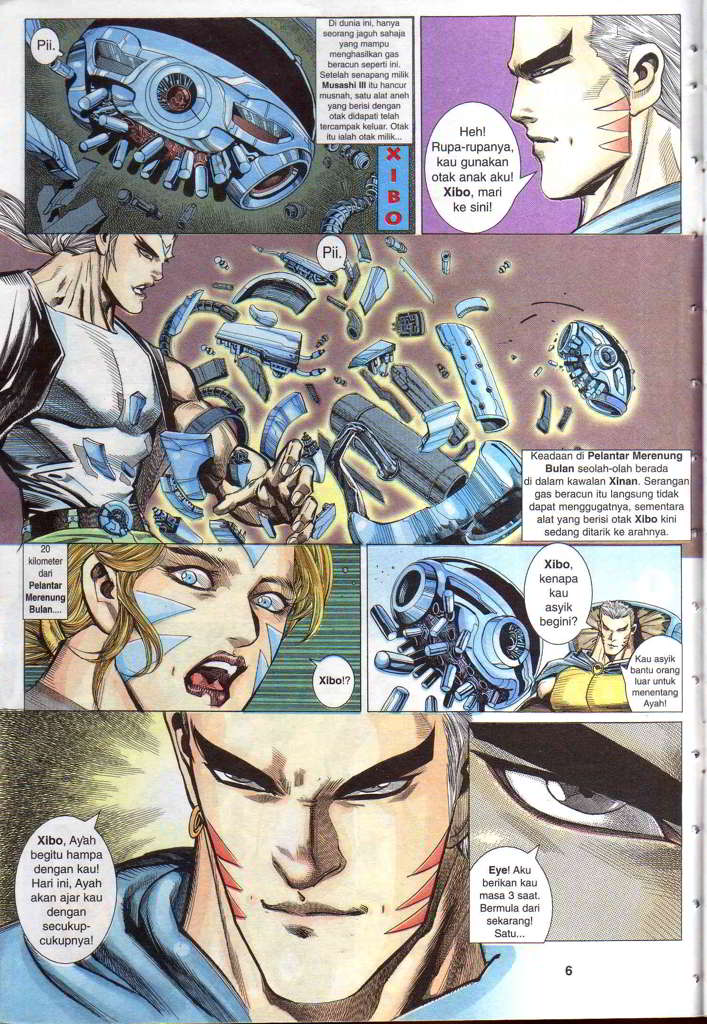 Pii.
Di dunia ini, hanya
seorang jaguh sahaja
yang mampu
menghasilkan gas
beracun seperti ini.
Setelah senapang milik
Musashi III itu hancur
musnah, satu alat aneh
yang berisi dengan
otak didapati telah
tercampak keluar. Otak
itu ialah otak milik...
XIBO
Heh!
Rupa-rupanya,
kau gunakan
otak anak aku!
Xibo, mari
ke sini!
Pii.
Keadaan di Pelantar Merenung
Bulan seolah-olah berada
di dalam kawalan Xinan. Serangan
gas beracun itu langsung tidak
dapat menggugatnya, sementara
alat yang berisi otak Xibo kini
sedang ditarik ke arahnya.
20
kilometer
dari
Pelantar
Merenung
Bulan....
Xibo!?
Xibo,
kenapa
kau
asyik
begini?
Kau asyik
bantu orang
luar untuk
menentang
Ayah!
Xibo, Ayah
begitu hampa
dengan kau!
Hari ini, Ayah
akan ajar kau
dengan
secukup-
cukupnya!
Eye! Aku
berikan kau
masa 3 saat.
Bermula dari
sekarang!
Satu...
6